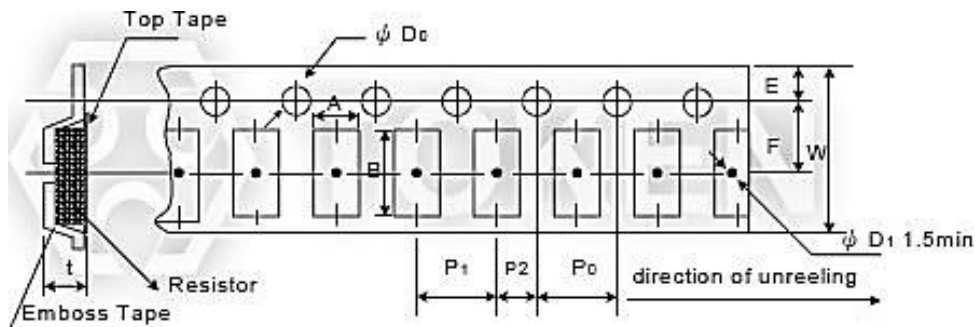 Top Tape
ψ D0
A
E
B
F
W
ψ D1 1.5min
t
Resistor
P1
P2
P0
direction of unreeling
Emboss Tape